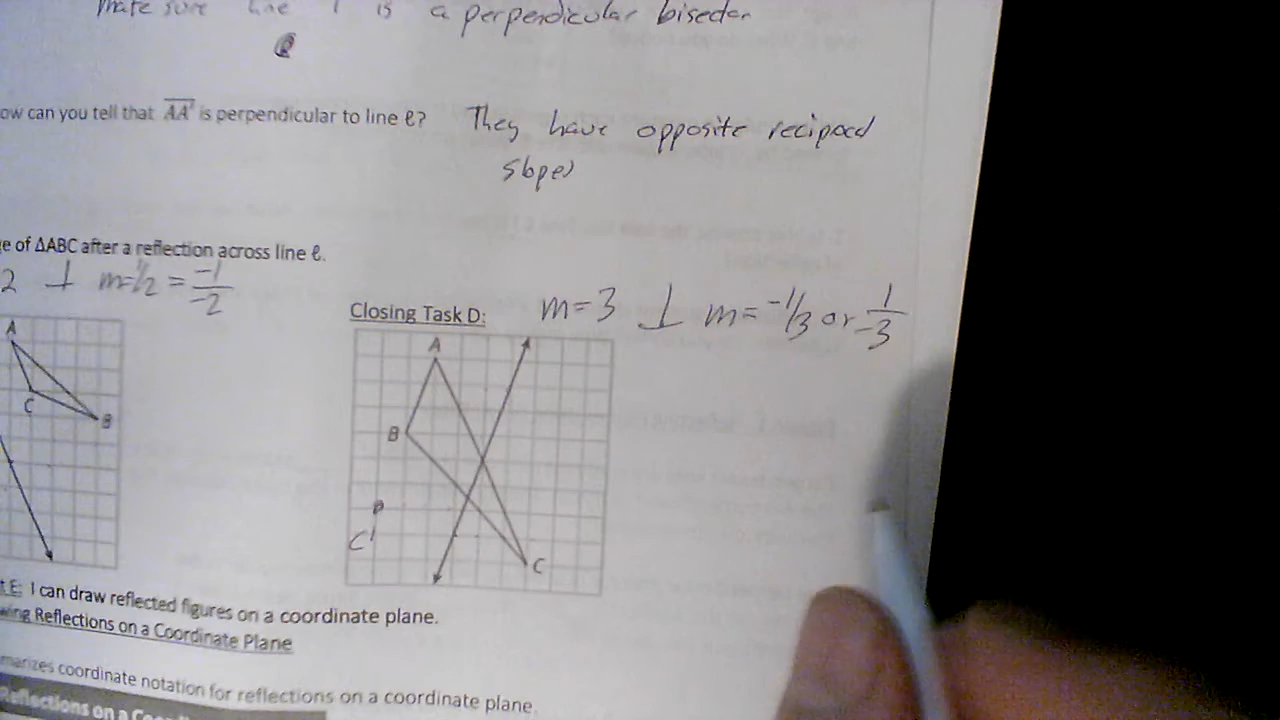 make sure line l is a perpendicular bisector
ow can you tell that AA' is perpendicular to line ℓ? They have opposite reciprocal
slopes
e of ΔABC after a reflection across line ℓ.
2 ⊥ m=1/2 = -1/-2
Closing Task D: m=3 ⊥ m= -1/3 or 1/-3
A
C
B
A
B
C'
C
E: I can draw reflected figures on a coordinate plane.
wing Reflections on a Coordinate Plane
marizes coordinate notation for reflections on a coordinate plane.
Reflections on a Coordi